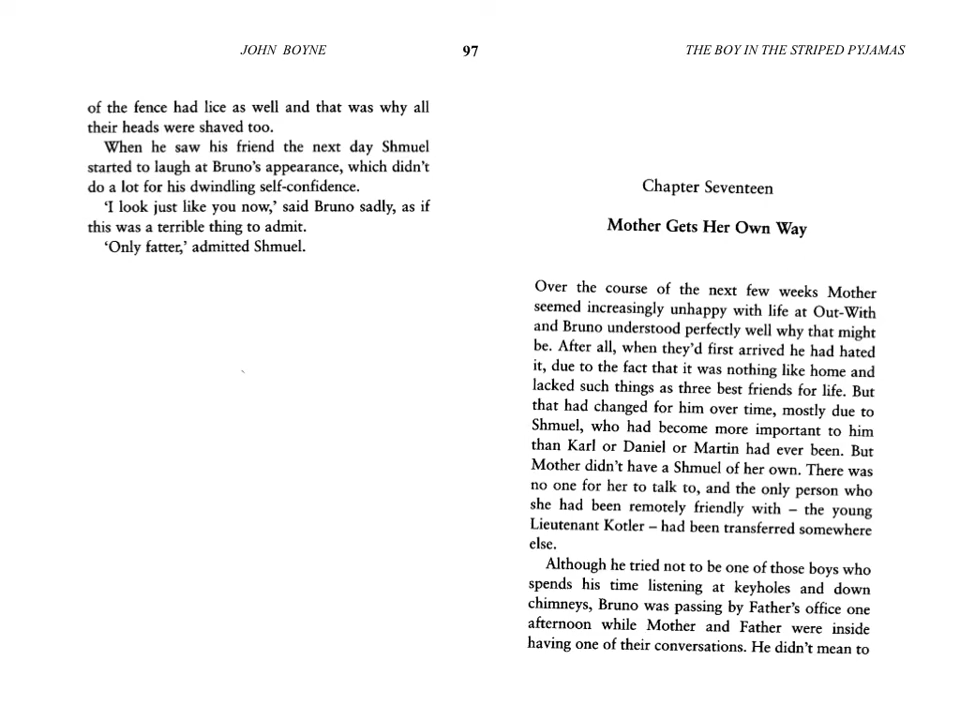 JOHN BOYNE
97
THE BOY IN THE STRIPED PYJAMAS
of the fence had lice as well and that was why all
their heads were shaved too.
When he saw his friend the next day Shmuel
started to laugh at Bruno's appearance, which didn't
do a lot for his dwindling self-confidence.
‘I look just like you now,’ said Bruno sadly, as if
this was a terrible thing to admit.
‘Only fatter,’ admitted Shmuel.
Chapter Seventeen
Mother Gets Her Own Way
Over the course of the next few weeks Mother
seemed increasingly unhappy with life at Out-With
and Bruno understood perfectly well why that might
be. After all, when they’d first arrived he had hated
it, due to the fact that it was nothing like home and
lacked such things as three best friends for life. But
that had changed for him over time, mostly due to
Shmuel, who had become more important to him
than Karl or Daniel or Martin had ever been. But
Mother didn’t have a Shmuel of her own. There was
no one for her to talk to, and the only person who
she had been remotely friendly with – the young
Lieutenant Kotler – had been transferred somewhere
else.
Although he tried not to be one of those boys who
spends his time listening at keyholes and down
chimneys, Bruno was passing by Father’s office one
afternoon while Mother and Father were inside
having one of their conversations. He didn’t mean to